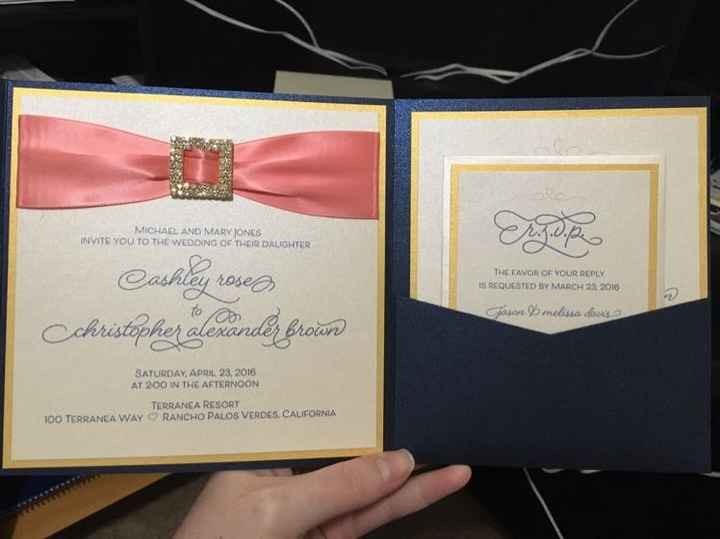 Michael and Mary Jones
invite you to the wedding of their daughter
ashley rose
to
christopher alexander brown
Saturday, April 23, 2016
at 200 in the afternoon
Terranea Resort
100 Terranea Way ♡ Rancho Palos Verdes, California
r.s.v.p.
The favor of your reply
is requested by March 23, 2016
jason & melissa davis